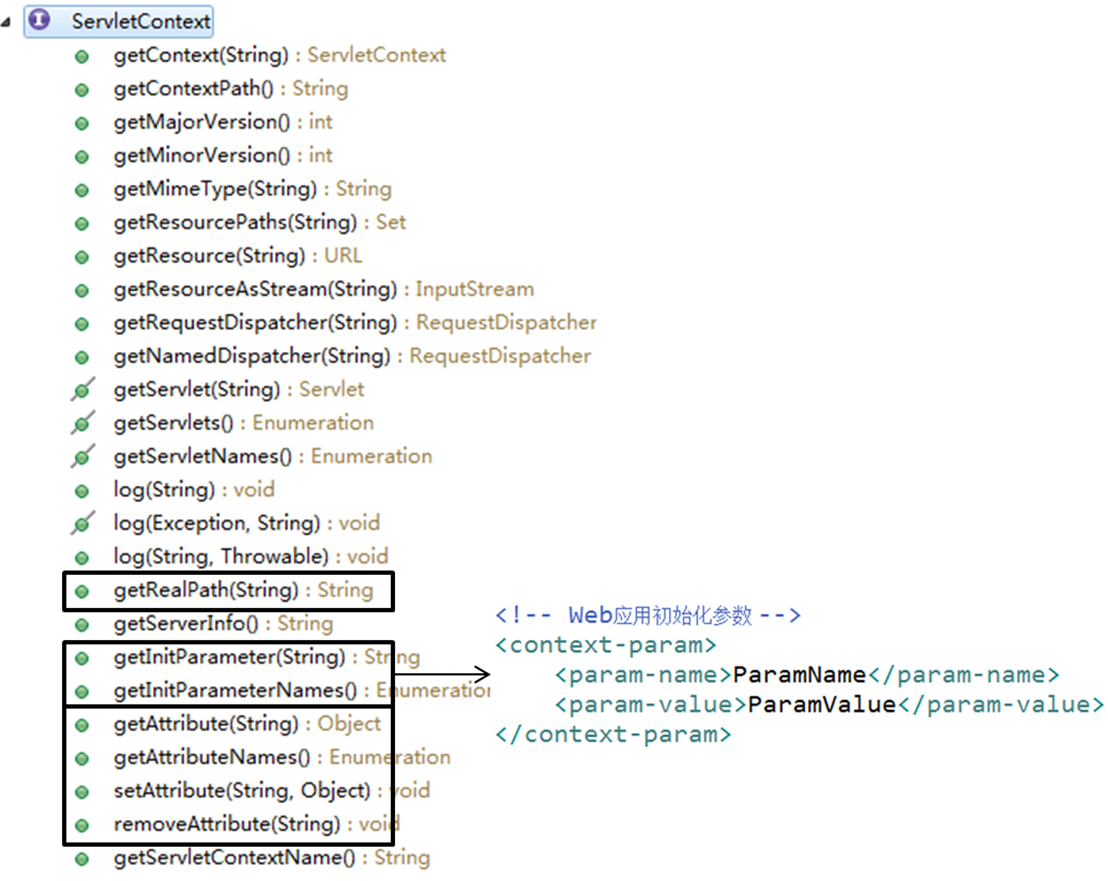 ServletContext
getContext(String) : ServletContext
getContextPath() : String
getMajorVersion() : int
getMinorVersion() : int
getMimeType(String) : String
getResourcePaths(String) : Set
getResource(String) : URL
getResourceAsStream(String) : InputStream
getRequestDispatcher(String) : RequestDispatcher
getNamedDispatcher(String) : RequestDispatcher
getServlet(String) : Servlet
getServlets() : Enumeration
getServletNames() : Enumeration
log(String) : void
log(Exception, String) : void
log(String, Throwable) : void
getRealPath(String) : String
getServerInfo() : String
getInitParameter(String) : String
getInitParameterNames() : Enumeration
getAttribute(String) : Object
getAttributeNames() : Enumeration
setAttribute(String, Object) : void
removeAttribute(String) : void
getServletContextName() : String
<!-- Web应用初始化参数 -->
<context-param>
<param-name>ParamName</param-name>
<param-value>ParamValue</param-value>
</context-param>